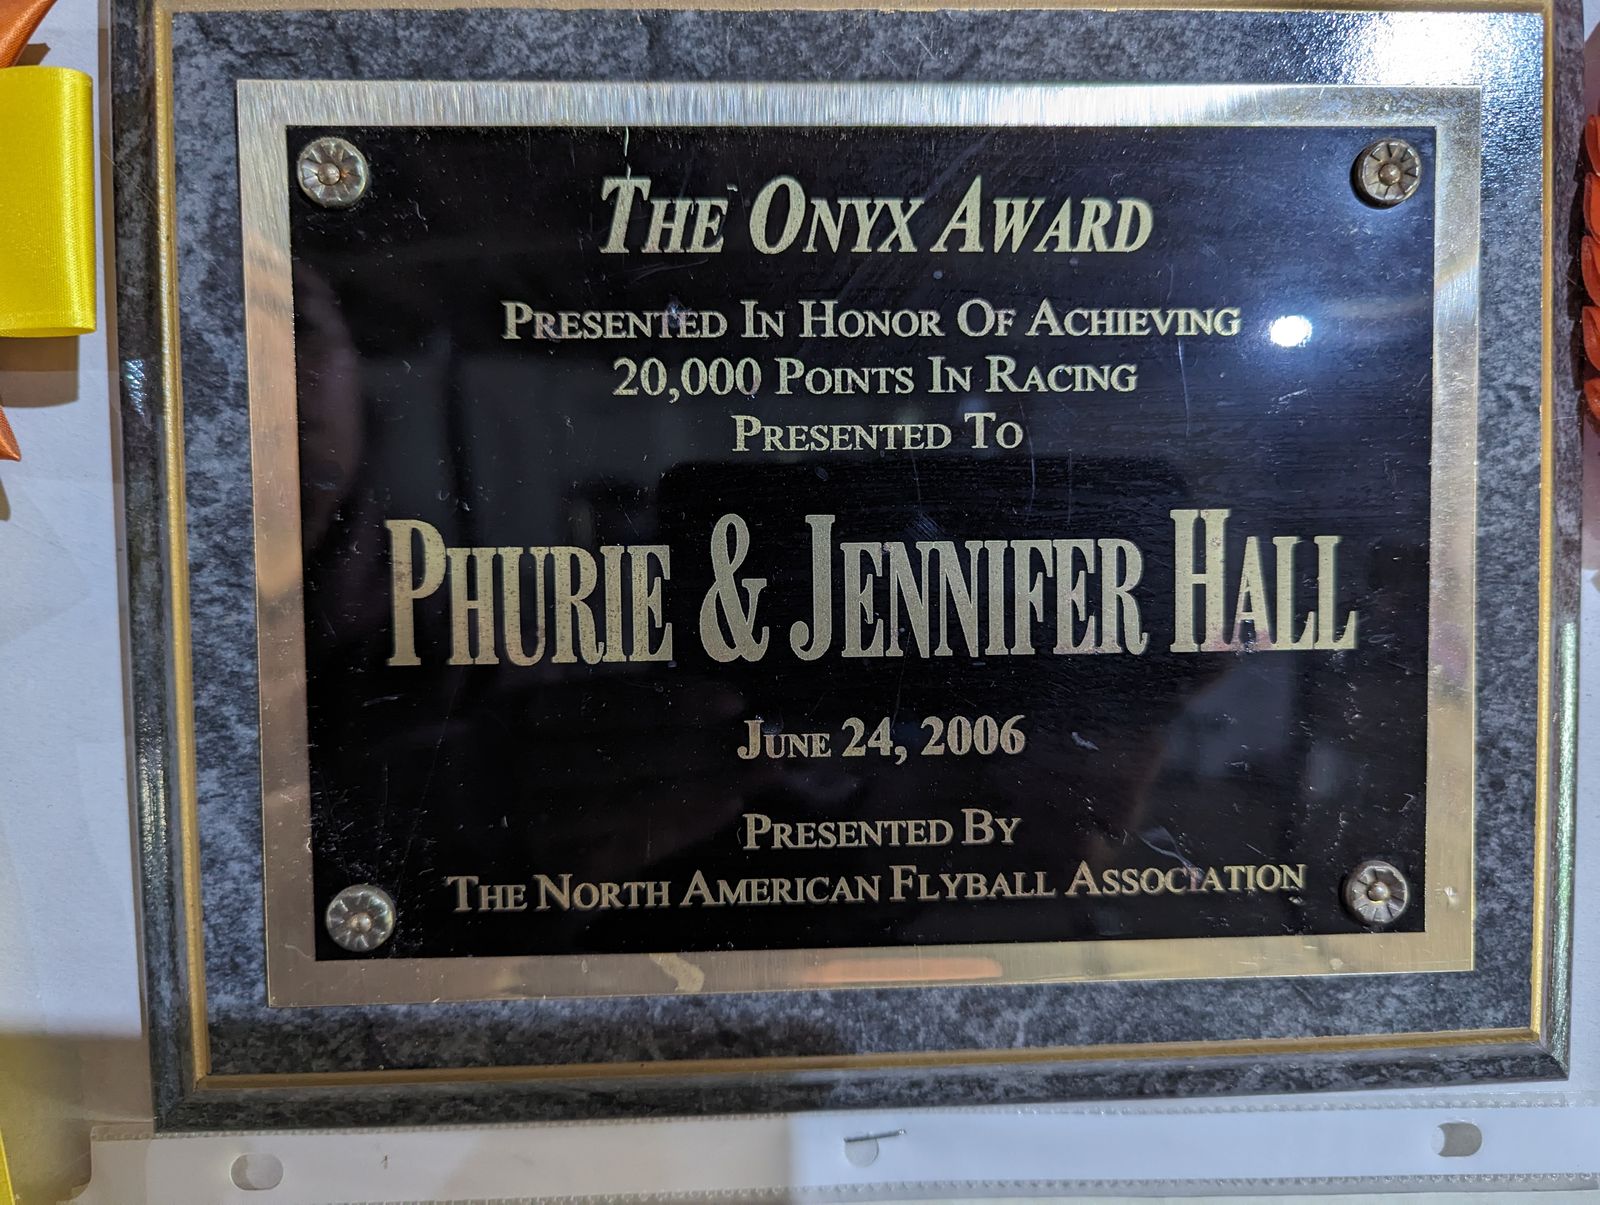 THE ONYX AWARD
PRESENTED IN HONOR OF ACHIEVING
20,000 POINTS IN RACING
PRESENTED TO
PHURIE & JENNIFER HALL
JUNE 24, 2006
PRESENTED BY
THE NORTH AMERICAN FLYBALL ASSOCIATION